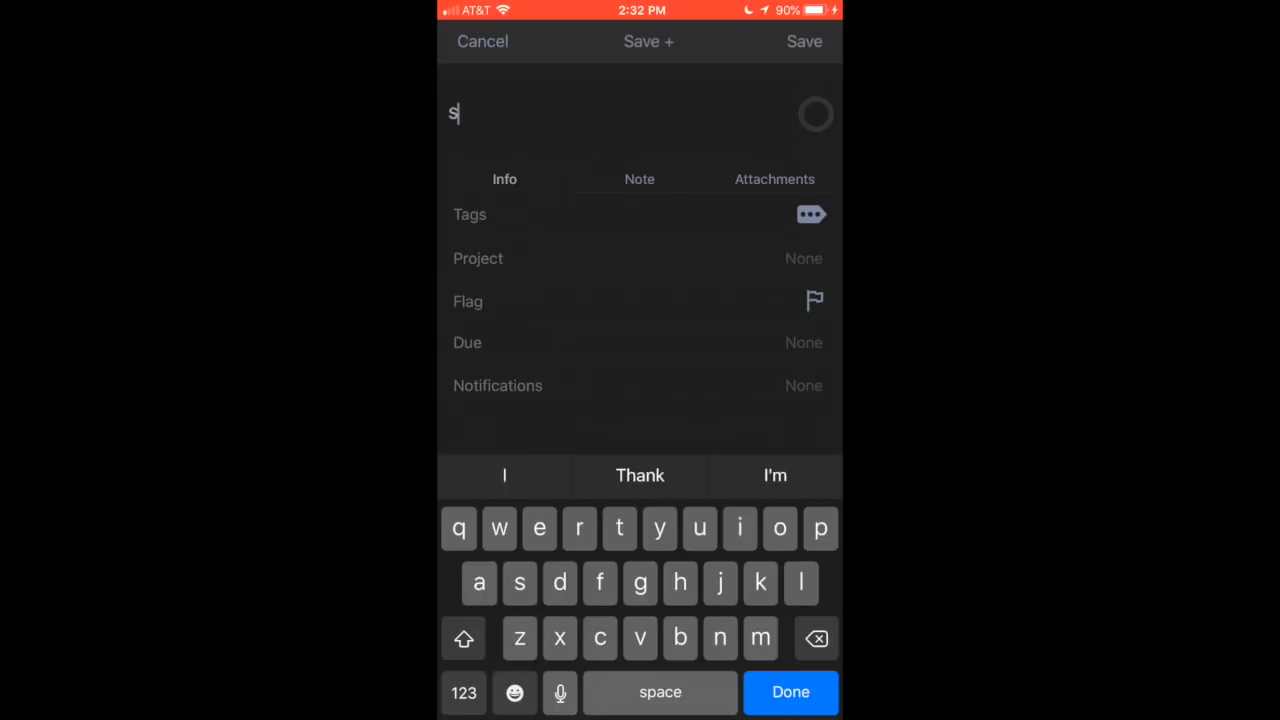 AT&T 2:32 PM 90%
Cancel Save + Save
s
Info Note Attachments
Tags
Project None
Flag
Due None
Notifications None
I Thank I'm
q w e r t y u i o p
a s d f g h j k l
z x c v b n m
123 space Done